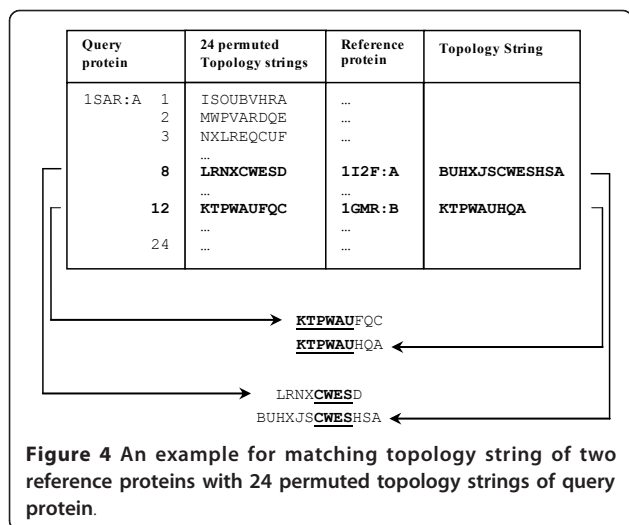 Query protein 24 permuted Topology strings Reference protein Topology String
1SAR:A 1 ISOUBVHRA …
2 MWPVARDQE …
3 NXLREQCUF …
…
8 LRNXCWESD 1I2F:A BUHXJSCWESHSA
… …
12 KTPWAUFQC 1GMR:B KTPWAUHQA
… …
24 … …
KTPWAUFQC
KTPWAUHQA
LRNXCWESD
BUHXJSCWESHSA
Figure 4 An example for matching topology string of two
reference proteins with 24 permuted topology strings of query
protein.